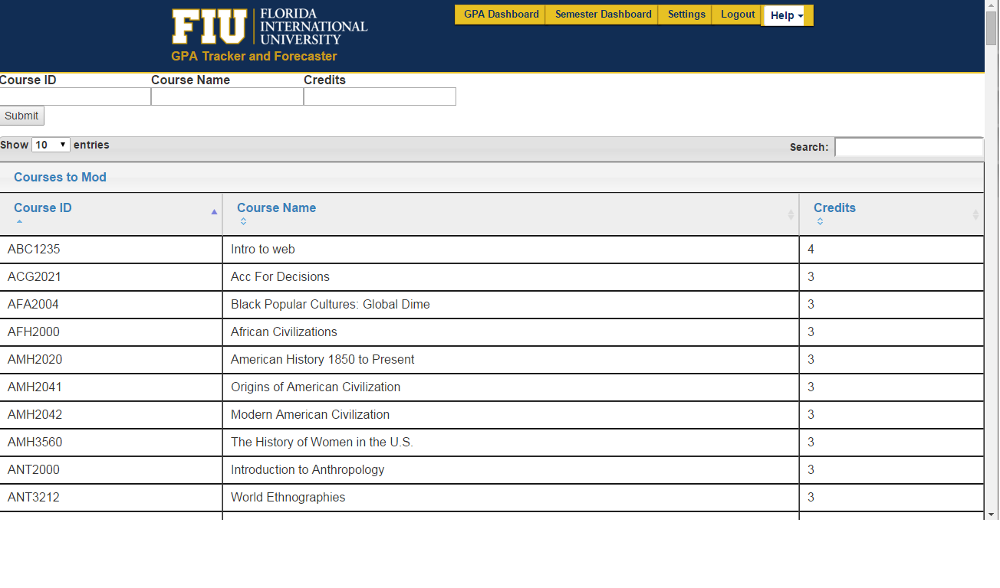 FIU FLORIDA INTERNATIONAL UNIVERSITY
GPA Tracker and Forecaster
GPA Dashboard Semester Dashboard Settings Logout Help
Course ID Course Name Credits
Submit
Show 10 entries Search:
Courses to Mod
Course ID Course Name Credits
ABC1235 Intro to web 4
ACG2021 Acc For Decisions 3
AFA2004 Black Popular Cultures: Global Dime 3
AFH2000 African Civilizations 3
AMH2020 American History 1850 to Present 3
AMH2041 Origins of American Civilization 3
AMH2042 Modern American Civilization 3
AMH3560 The History of Women in the U.S. 3
ANT2000 Introduction to Anthropology 3
ANT3212 World Ethnographies 3